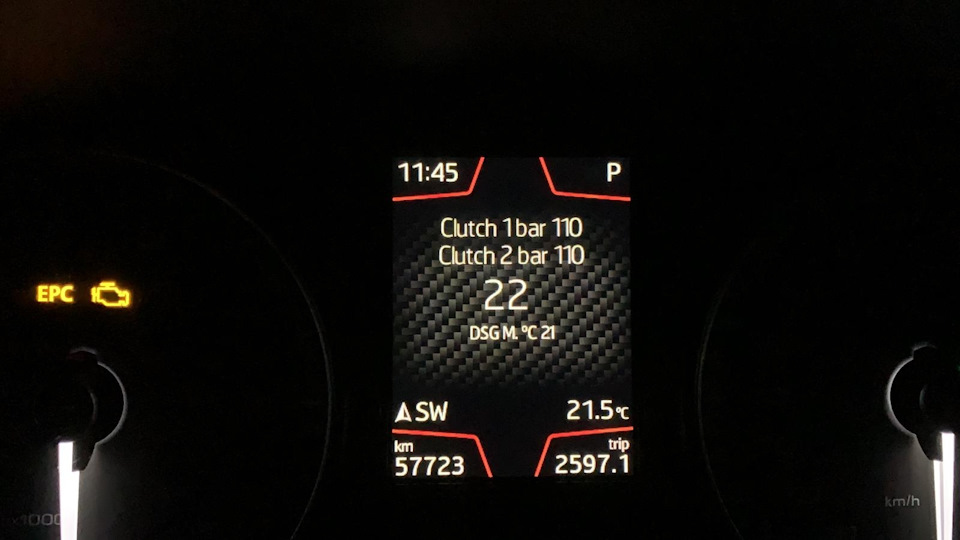 11:45 P
Clutch 1 bar 110
Clutch 2 bar 110
22
DSG M. °C 21
EPC
SW 21.5°C
km trip
57723 2597.1
km/h